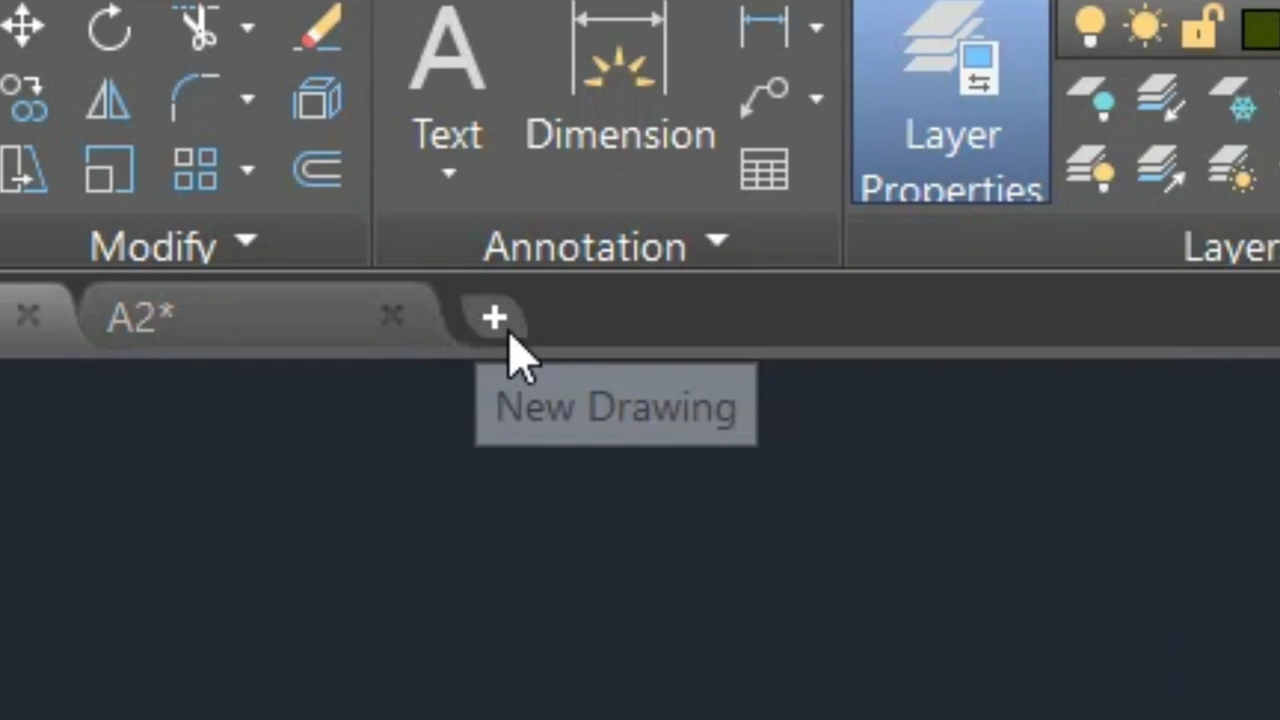 Text
Dimension
Layer
Properties
Modify
Annotation
Layer
A2*
New Drawing